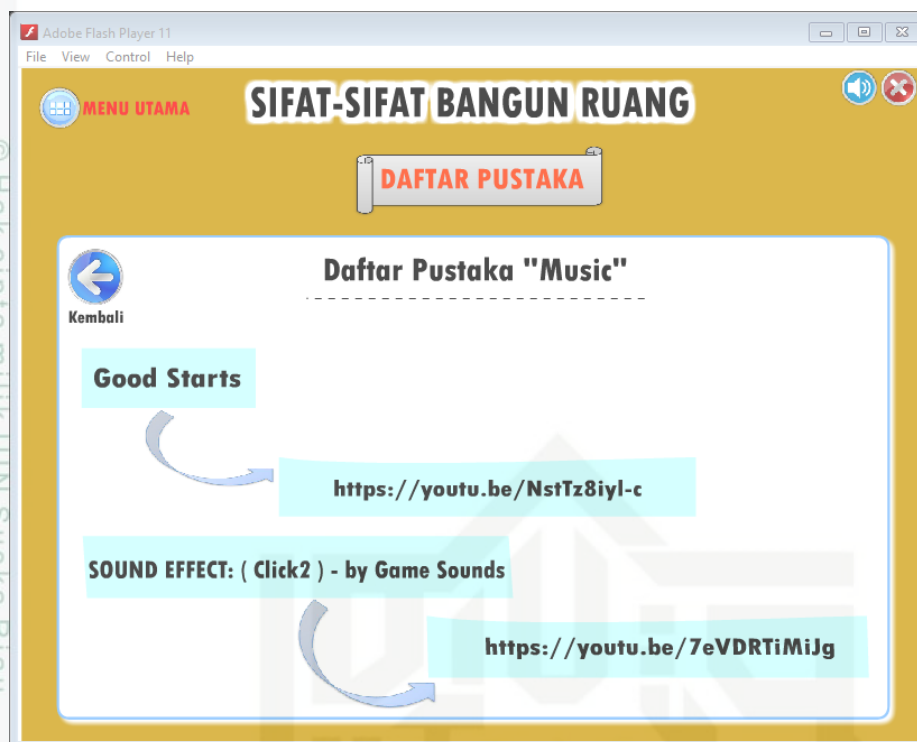 Adobe Flash Player 11
File View Control Help
MENU UTAMA
SIFAT-SIFAT BANGUN RUANG
DAFTAR PUSTAKA
Daftar Pustaka "Music"
Kembali
Good Starts
https://youtu.be/NstTz8iyl-c
SOUND EFFECT: ( Click2 ) - by Game Sounds
https://youtu.be/7eVDRTiMiJg